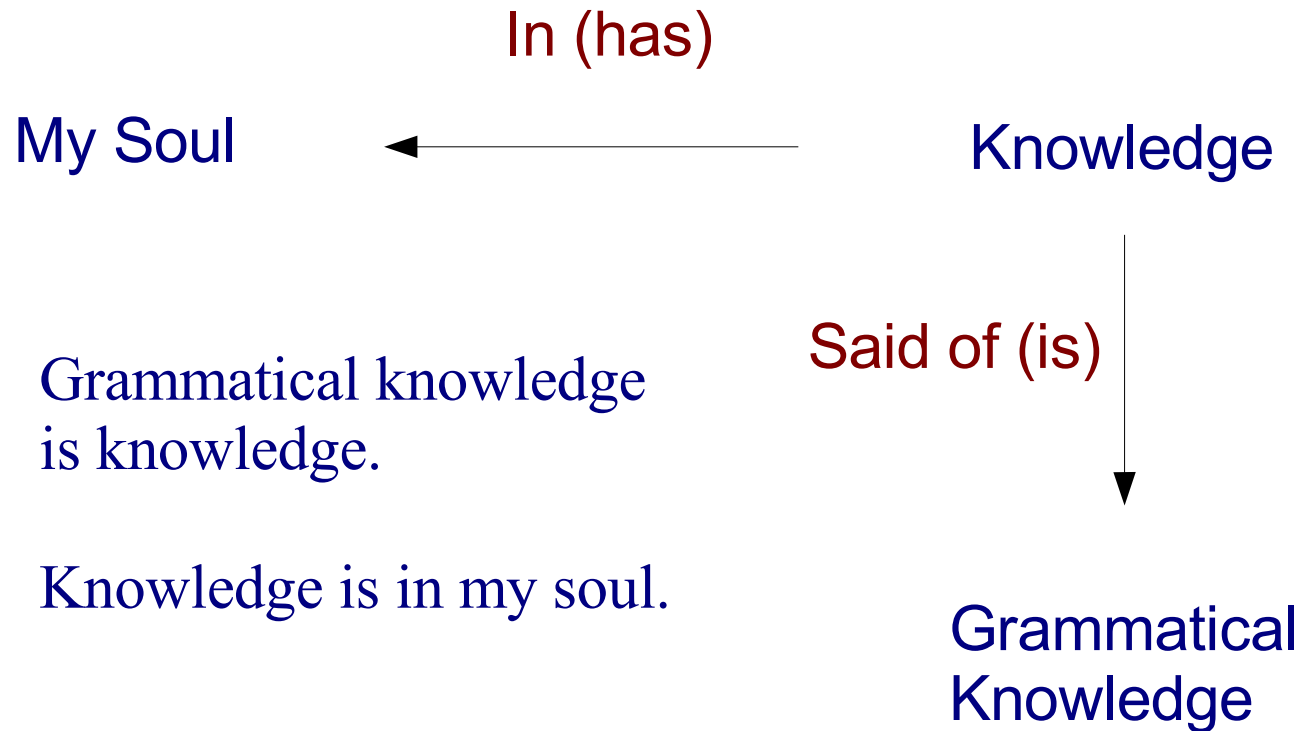 In (has)
My Soul
Knowledge
Said of (is)
Grammatical knowledge
is knowledge.
Knowledge is in my soul.
Grammatical
Knowledge